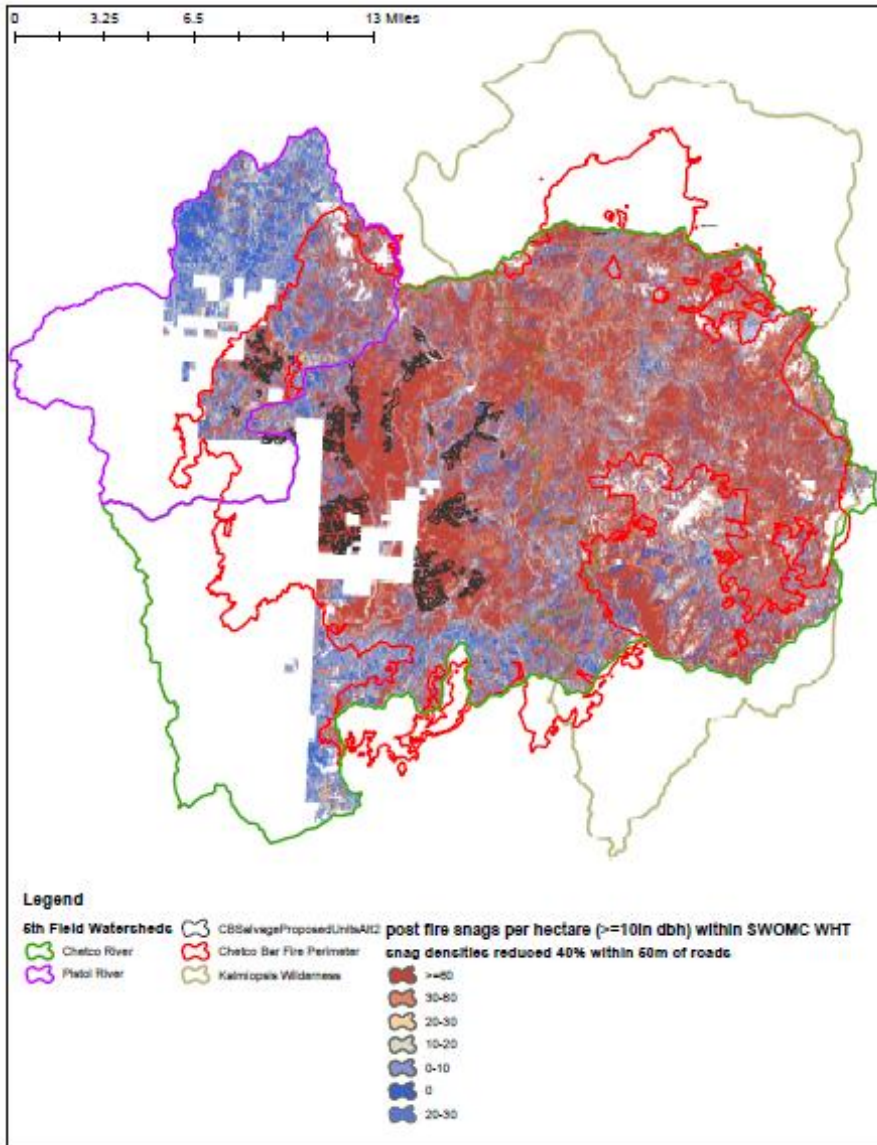 0 3.25 6.5 13 Miles
Legend
5th Field Watersheds
Chetco River
Pistol River
CBSalvageProposedUnitsAlt2
Chetco Bar Fire Perimeter
Kalmiopsis Wilderness
post fire snags per hectare (>=10in dbh) within SWOMC WHT
snag densities reduced 40% within 50m of roads
>=60
30-60
20-30
10-20
0-10
0
20-30